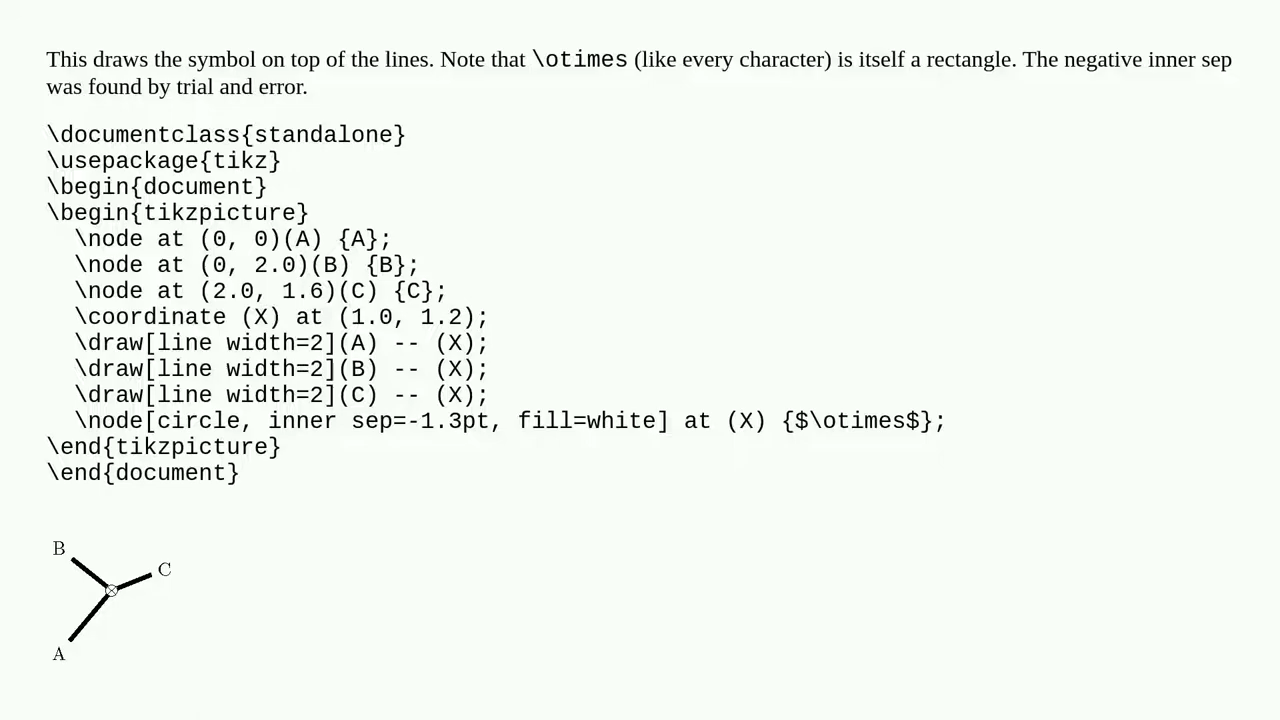 This draws the symbol on top of the lines. Note that \otimes (like every character) is itself a rectangle. The negative inner sep
was found by trial and error.
\documentclass{standalone}
\usepackage{tikz}
\begin{document}
\begin{tikzpicture}
  \node at (0, 0)(A) {A};
  \node at (0, 2.0)(B) {B};
  \node at (2.0, 1.6)(C) {C};
  \coordinate (X) at (1.0, 1.2);
  \draw[line width=2](A) -- (X);
  \draw[line width=2](B) -- (X);
  \draw[line width=2](C) -- (X);
  \node[circle, inner sep=-1.3pt, fill=white] at (X) {$\otimes$};
\end{tikzpicture}
\end{document}
B
C
A